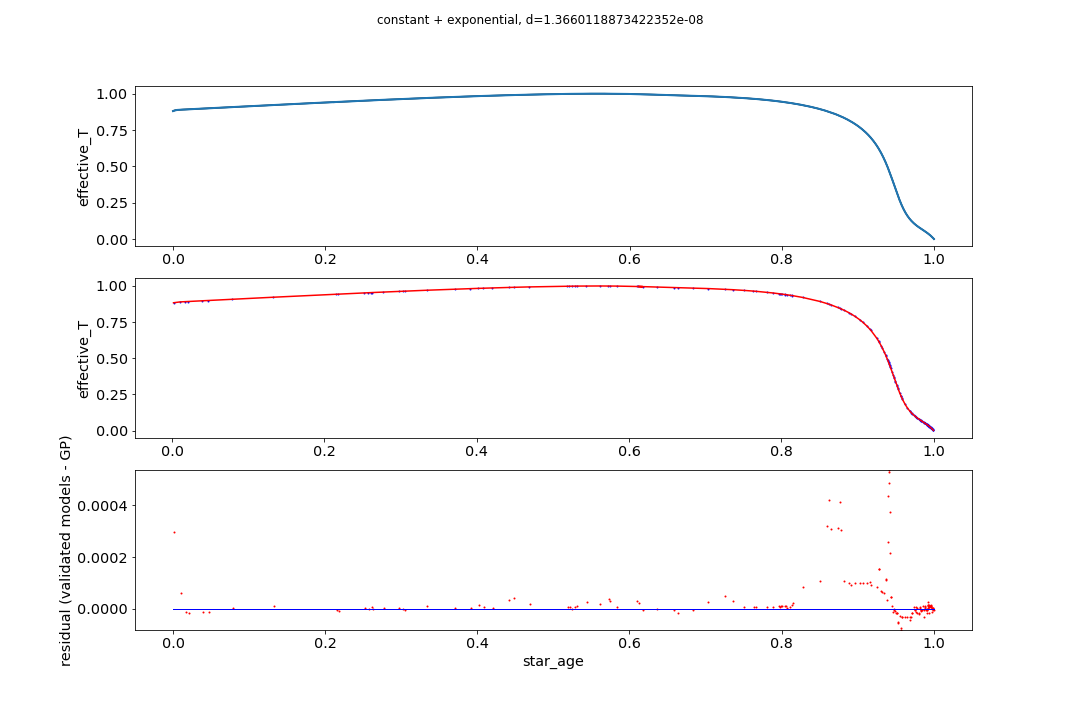 constant + exponential, d=1.3660118873422352e-08
effective_T
1.00
0.75
0.50
0.25
0.00
0.0 0.2 0.4 0.6 0.8 1.0
effective_T
1.00
0.75
0.50
0.25
0.00
0.0 0.2 0.4 0.6 0.8 1.0
residual (validated models - GP)
0.0004
0.0002
0.0000
0.0 0.2 0.4 0.6 0.8 1.0
star_age